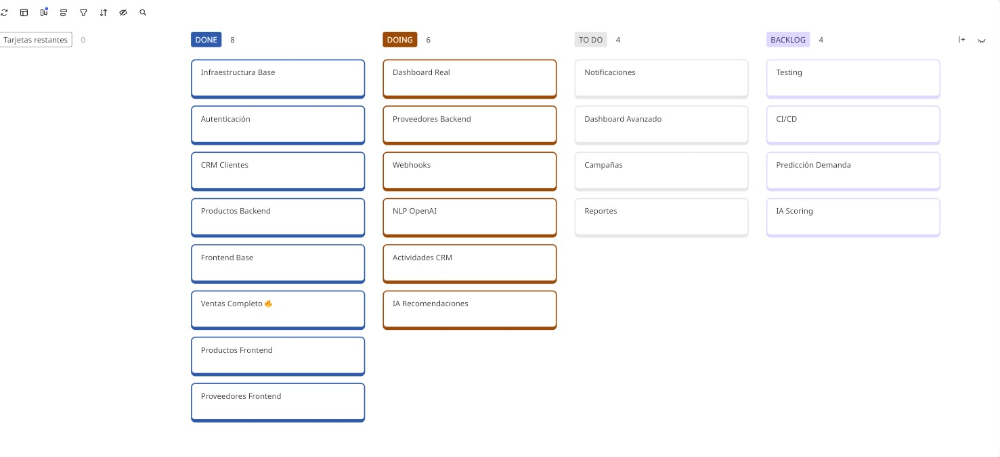 Tarjetas restantes 0
DONE 8
Infraestructura Base
Autenticación
CRM Clientes
Productos Backend
Frontend Base
Ventas Completo 🔥
Productos Frontend
Proveedores Frontend
DOING 6
Dashboard Real
Proveedores Backend
Webhooks
NLP OpenAI
Actividades CRM
IA Recomendaciones
TO DO 4
Notificaciones
Dashboard Avanzado
Campañas
Reportes
BACKLOG 4
Testing
CI/CD
Predicción Demanda
IA Scoring